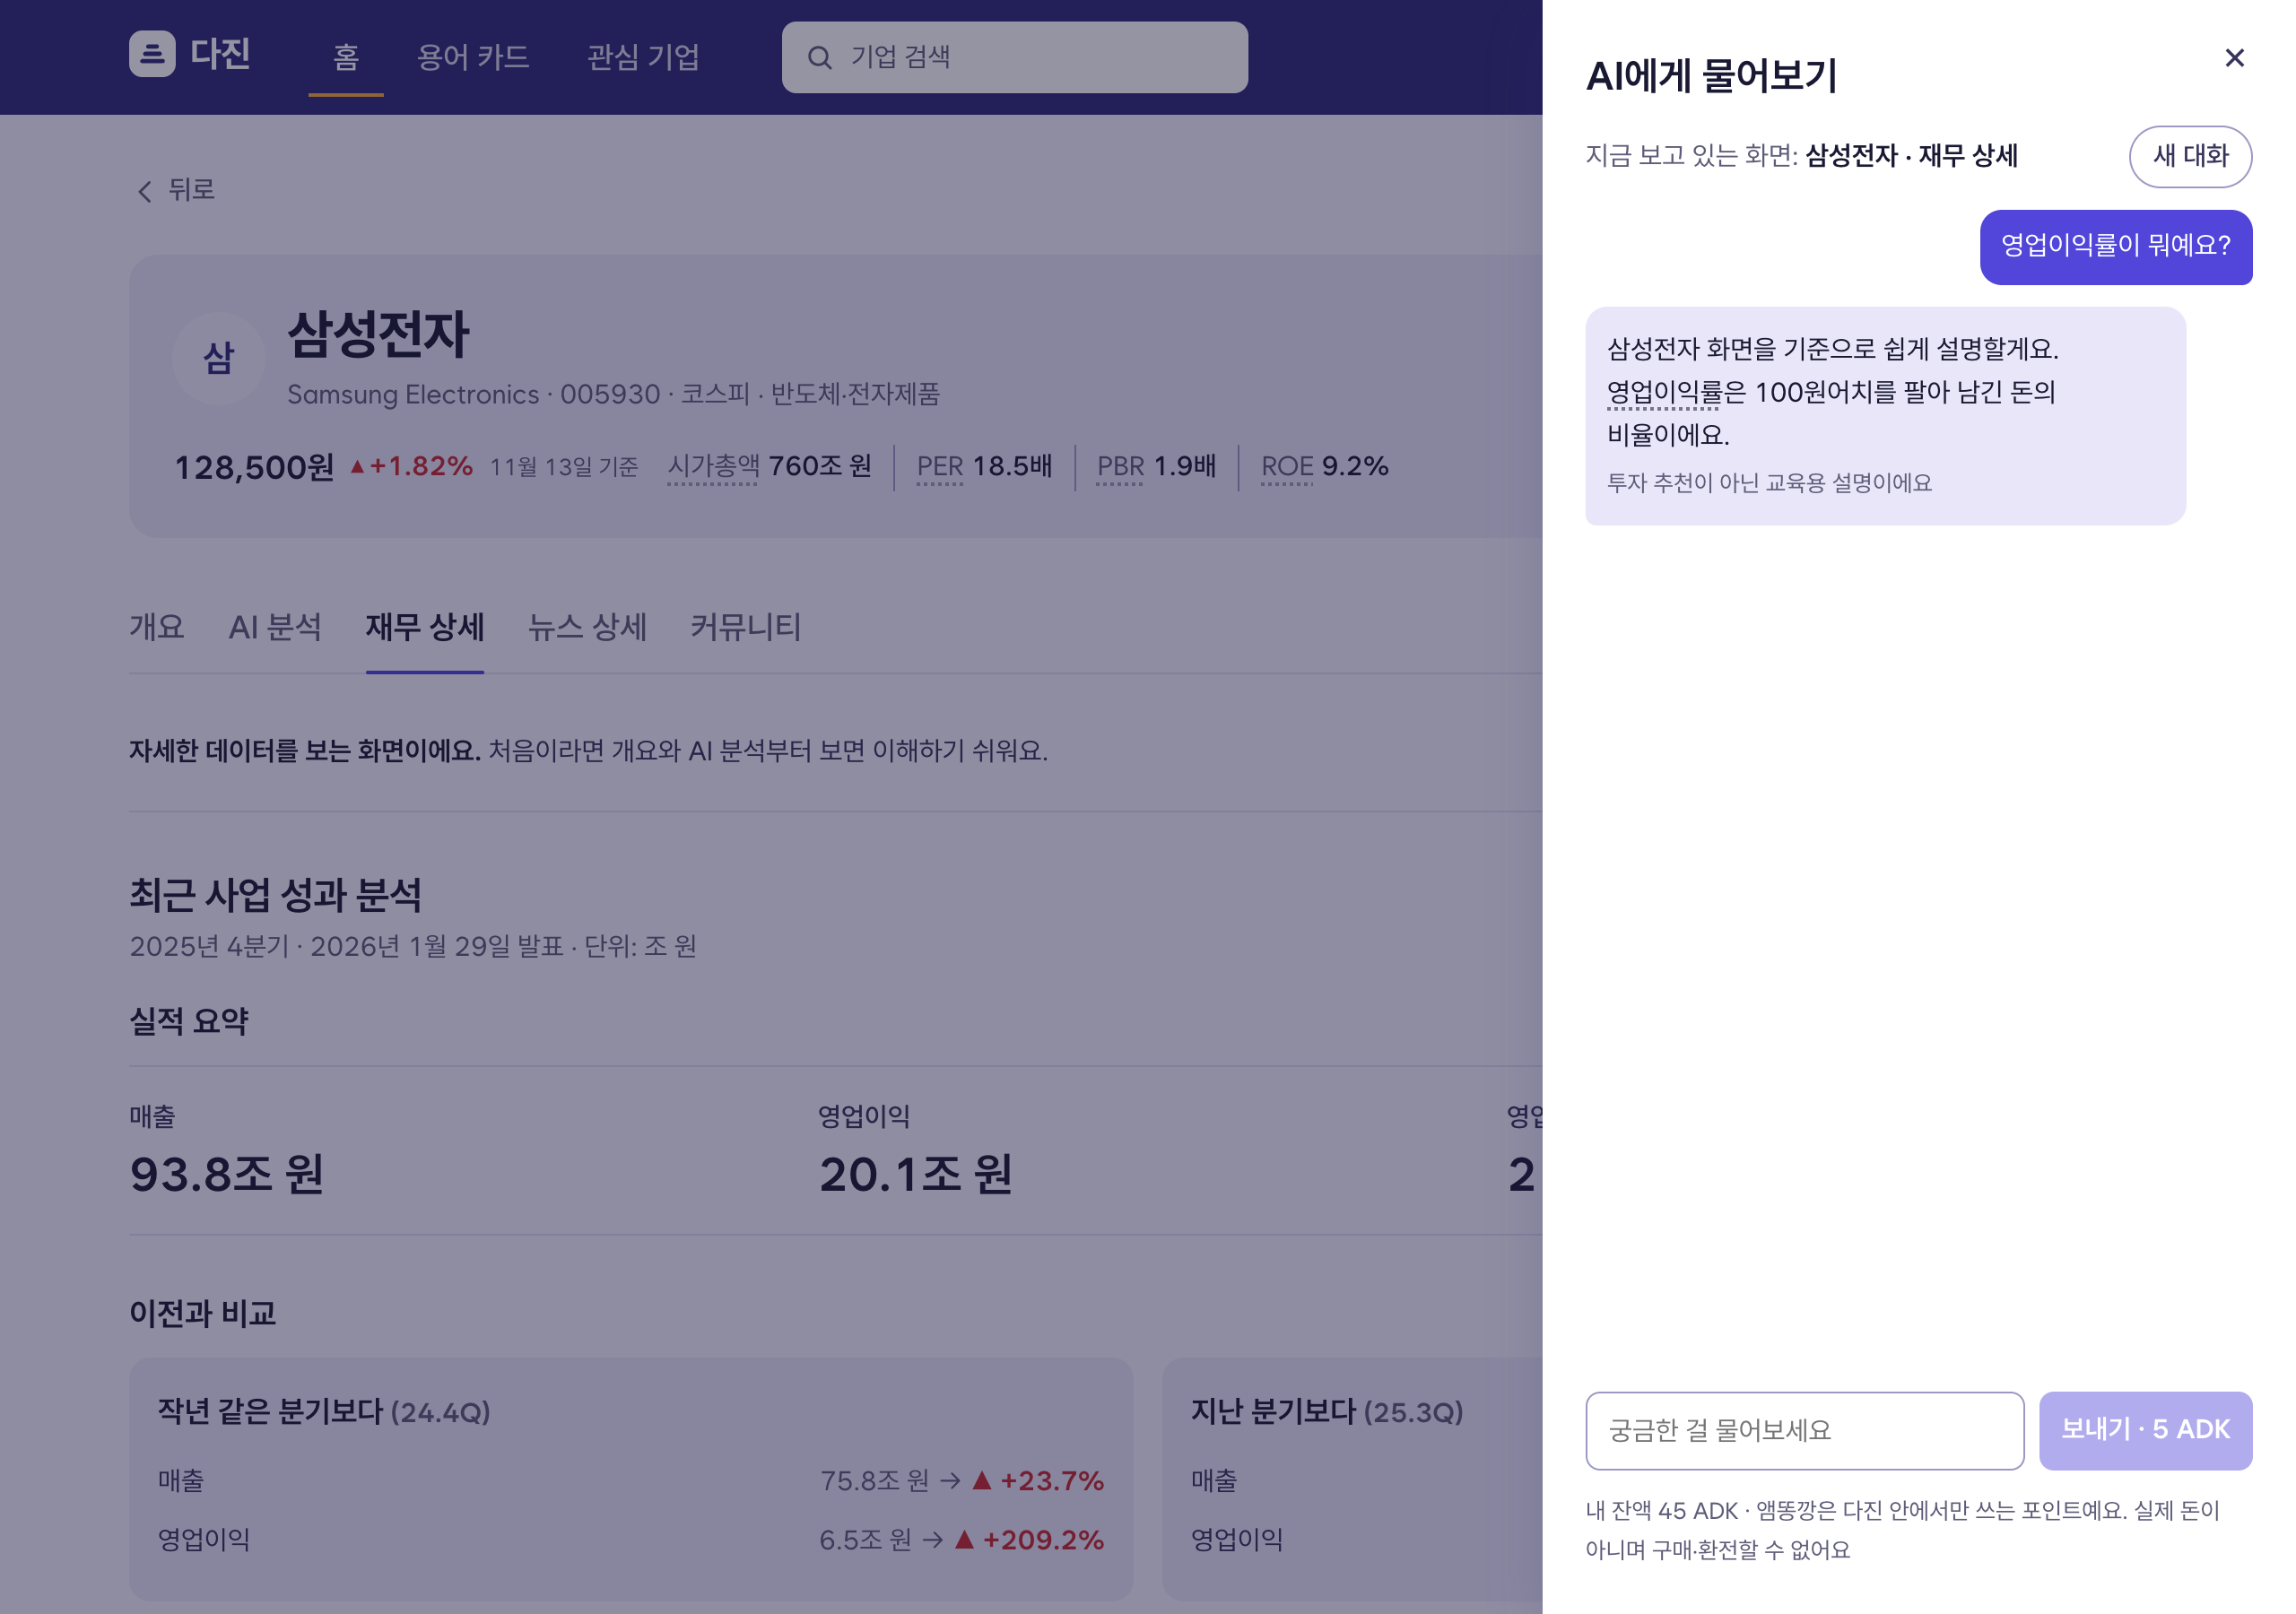 다진
홈
용어 카드
관심 기업
기업 검색
뒤로
삼
삼성전자
Samsung Electronics · 005930 · 코스피 · 반도체·전자제품
128,500원 ▲+1.82% 11월 13일 기준 시가총액 760조 원 PER 18.5배 PBR 1.9배 ROE 9.2%
개요 AI 분석 재무 상세 뉴스 상세 커뮤니티
자세한 데이터를 보는 화면이에요. 처음이라면 개요와 AI 분석부터 보면 이해하기 쉬워요.
최근 사업 성과 분석
2025년 4분기 · 2026년 1월 29일 발표 · 단위: 조 원
실적 요약
매출
93.8조 원
영업이익
20.1조 원
2
이전과 비교
작년 같은 분기보다 (24.4Q)
매출 75.8조 원 → ▲ +23.7%
영업이익 6.5조 원 → ▲ +209.2%
지난 분기보다 (25.3Q)
매출
영업이익
AI에게 물어보기
지금 보고 있는 화면: 삼성전자 · 재무 상세
새 대화
영업이익률이 뭐예요?
삼성전자 화면을 기준으로 쉽게 설명할게요.
영업이익률은 100원어치를 팔아 남긴 돈의
비율이에요.
투자 추천이 아닌 교육용 설명이에요
궁금한 걸 물어보세요
보내기 · 5 ADK
내 잔액 45 ADK · 앰똥깡은 다진 안에서만 쓰는 포인트예요. 실제 돈이
아니며 구매·환전할 수 없어요